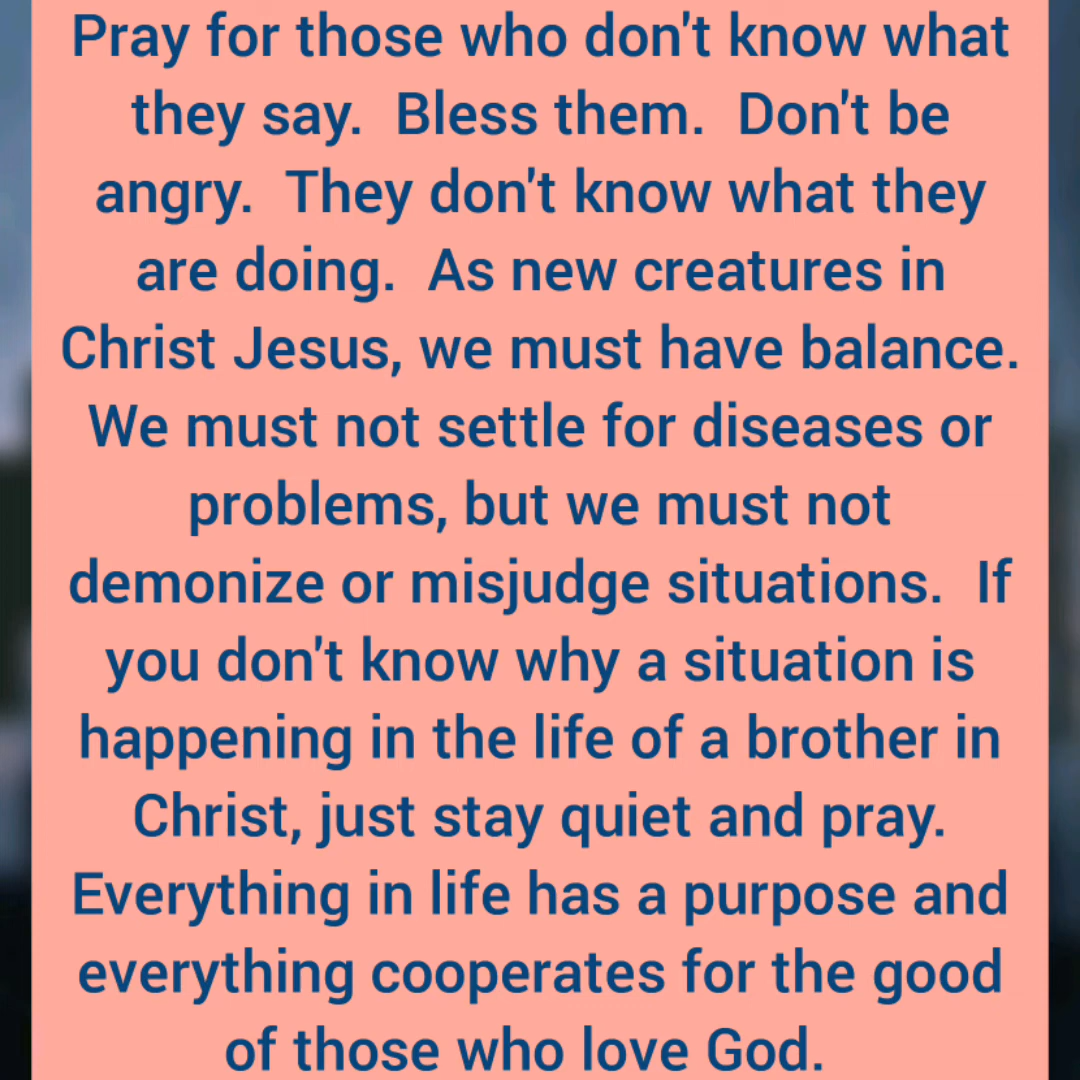 Pray for those who don't know what
they say.  Bless them.  Don't be
angry.  They don't know what they
are doing.  As new creatures in
Christ Jesus, we must have balance.
We must not settle for diseases or
problems, but we must not
demonize or misjudge situations.  If
you don't know why a situation is
happening in the life of a brother in
Christ, just stay quiet and pray.
Everything in life has a purpose and
everything cooperates for the good
of those who love God.